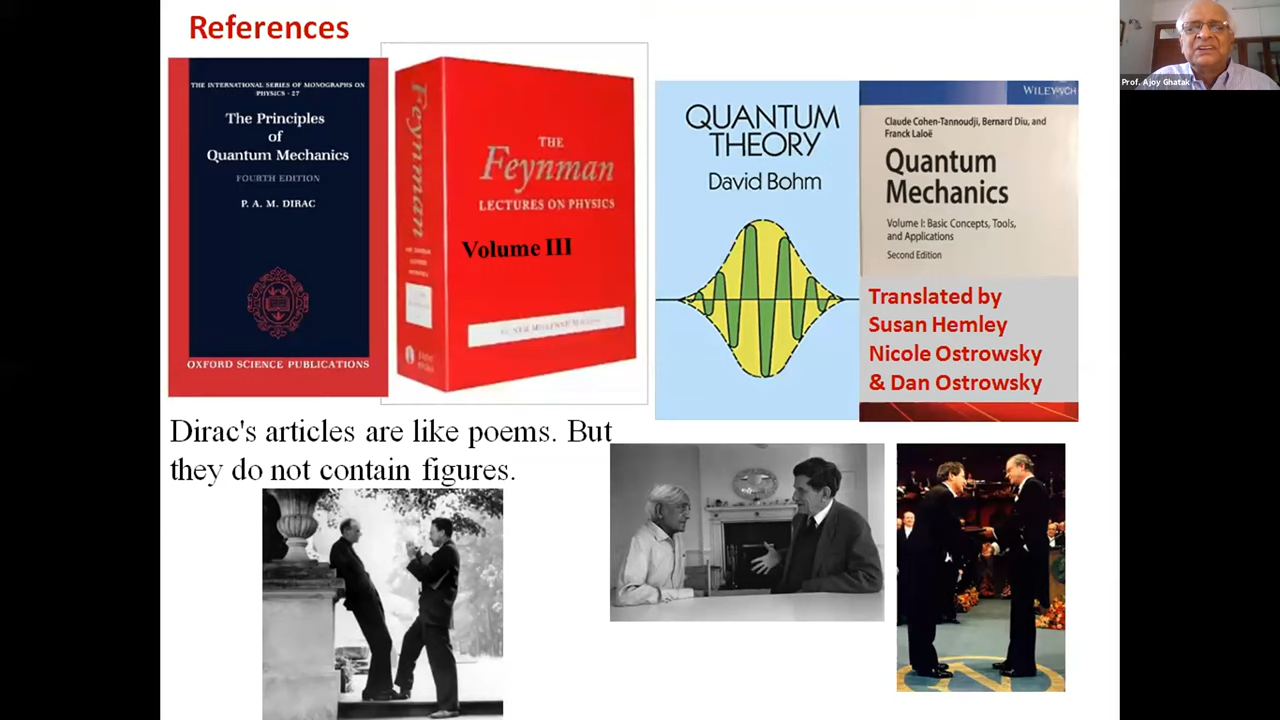 References
THE INTERNATIONAL SERIES OF MONOGRAPHS ON
PHYSICS · 27
The Principles
of
Quantum Mechanics
FOURTH EDITION
P. A. M. DIRAC
OXFORD SCIENCE PUBLICATIONS
Feynman
THE
Feynman
LECTURES ON PHYSICS
Volume III
QUANTUM
THEORY
David Bohm
WILEY-VCH
Claude Cohen-Tannoudji, Bernard Diu, and
Franck Laloë
Quantum
Mechanics
Volume I: Basic Concepts, Tools,
and Applications
Second Edition
Translated by
Susan Hemley
Nicole Ostrowsky
& Dan Ostrowsky
Dirac's articles are like poems. But
they do not contain figures.
Prof. Ajoy Ghatak